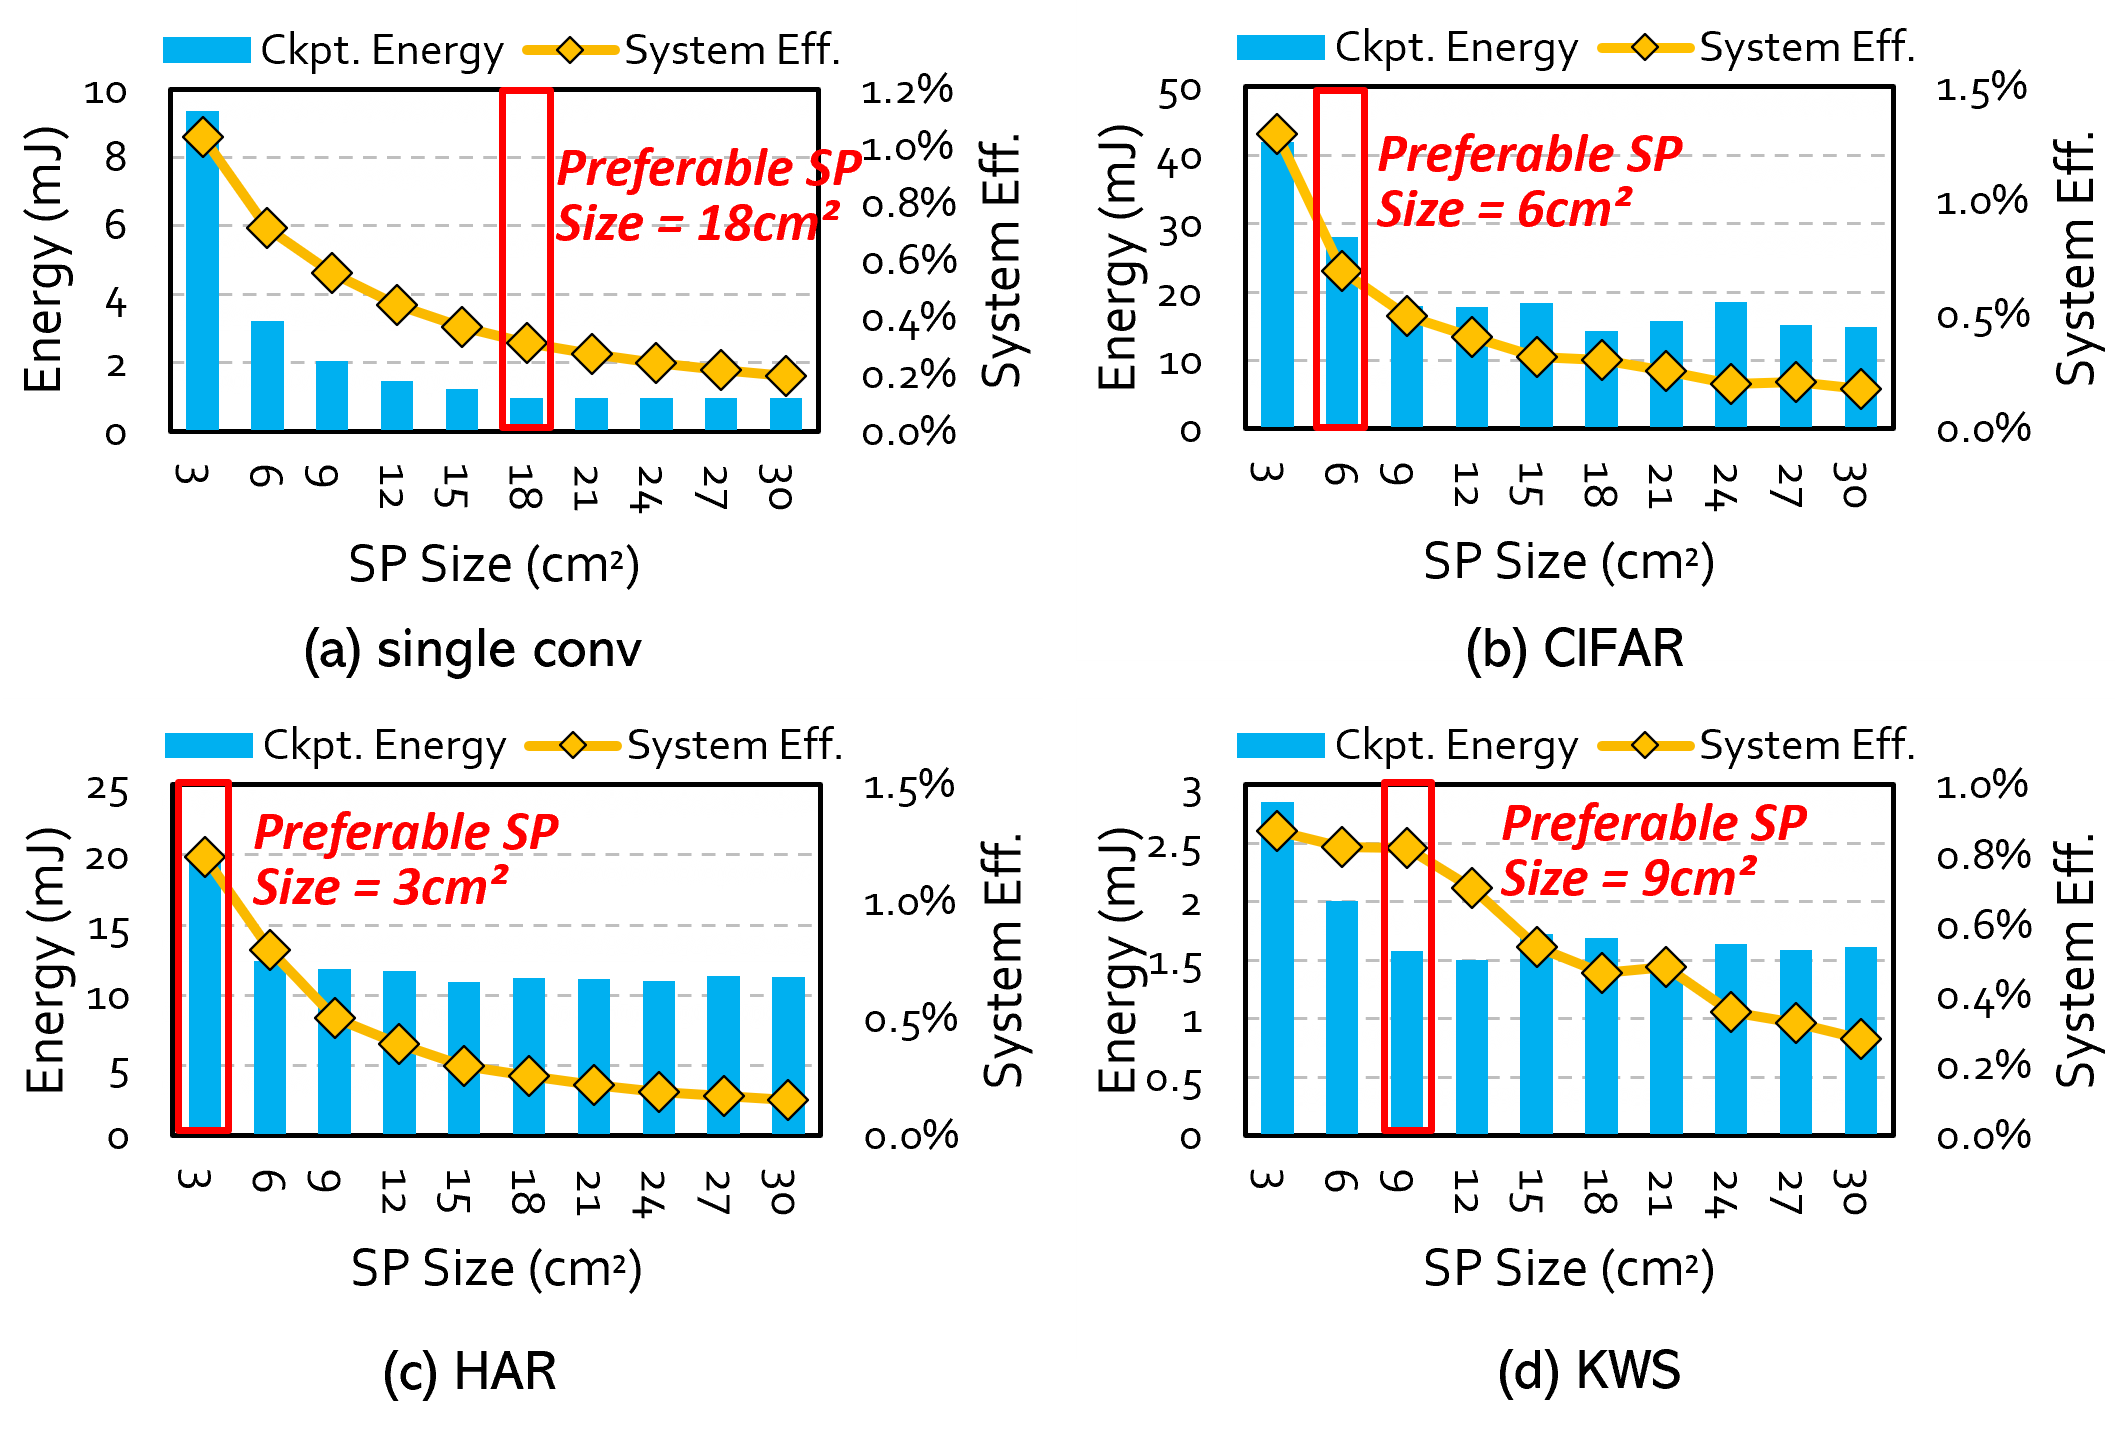 Ckpt. Energy System Eff.
10
8
6
4
2
0
Energy (mJ)
Preferable SP
Size = 18cm²
1.2%
1.0%
0.8%
0.6%
0.4%
0.2%
0.0%
System Eff.
3 6 9 12 15 18 21 24 27 30
SP Size (cm²)
(a) single conv
Ckpt. Energy System Eff.
50
40
30
20
10
0
Energy (mJ)
Preferable SP
Size = 6cm²
1.5%
1.0%
0.5%
0.0%
System Eff.
3 6 9 12 15 18 21 24 27 30
SP Size (cm²)
(b) CIFAR
Ckpt. Energy System Eff.
25
20
15
10
5
0
Energy (mJ)
Preferable SP
Size = 3cm²
1.5%
1.0%
0.5%
0.0%
System Eff.
3 6 9 12 15 18 21 24 27 30
SP Size (cm²)
(c) HAR
Ckpt. Energy System Eff.
3
2.5
2
1.5
1
0.5
0
Energy (mJ)
Preferable SP
Size = 9cm²
1.0%
0.8%
0.6%
0.4%
0.2%
0.0%
System Eff.
3 6 9 12 15 18 21 24 27 30
SP Size (cm²)
(d) KWS